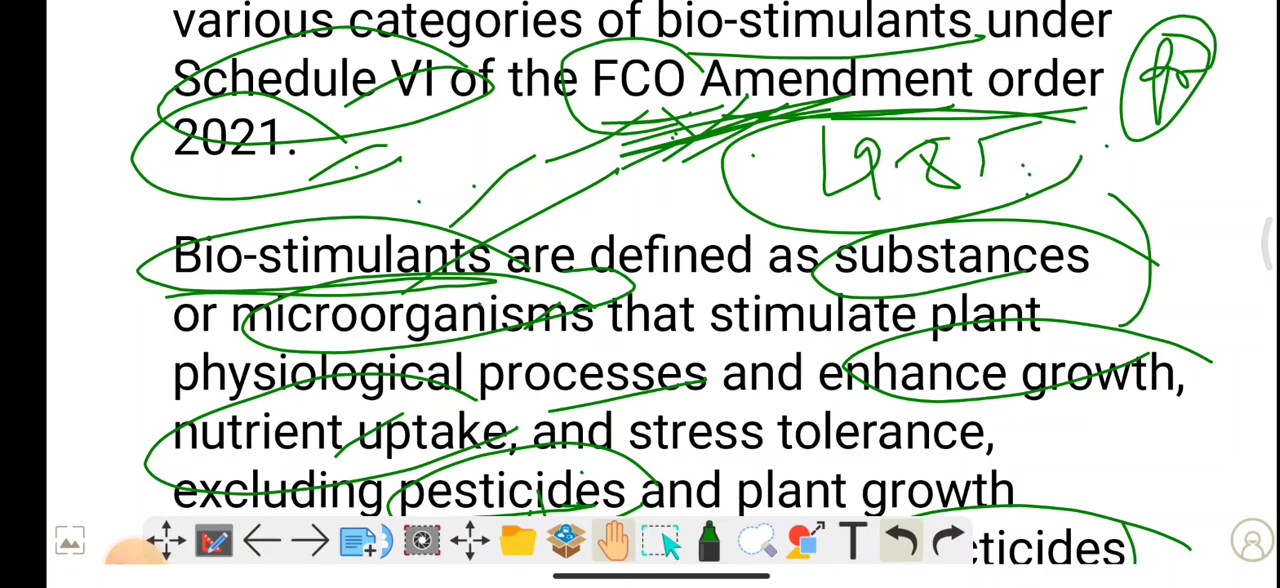 various categories of bio-stimulants under
Schedule VI of the FCO Amendment order
2021.
1985
Bio-stimulants are defined as substances
or microorganisms that stimulate plant
physiological processes and enhance growth,
nutrient uptake, and stress tolerance,
excluding pesticides and plant growth
cticides